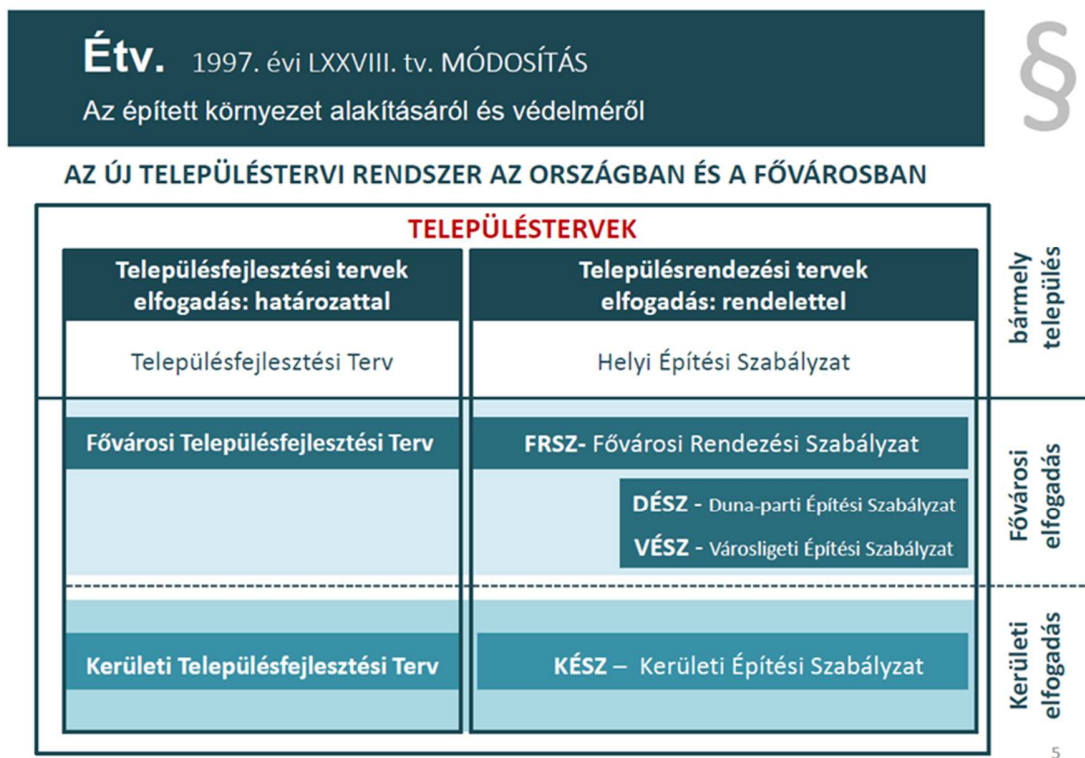 Étv. 1997. évi LXXVIII. tv. MÓDOSÍTÁS
Az épített környezet alakításáról és védelméről
§
AZ ÚJ TELEPÜLÉSTERVI RENDSZER AZ ORSZÁGBAN ÉS A FŐVÁROSBAN
TELEPÜLÉSTERVEK
Településfejlesztési tervek
elfogadás: határozattal
Településrendezési tervek
elfogadás: rendelettel
Településfejlesztési Terv
Helyi Építési Szabályzat
bármely
település
Fővárosi Településfejlesztési Terv
FRSZ- Fővárosi Rendezési Szabályzat
DÉSZ - Duna-parti Építési Szabályzat
VÉSZ - Városligeti Építési Szabályzat
Fővárosi
elfogadás
Kerületi Településfejlesztési Terv
KÉSZ – Kerületi Építési Szabályzat
Kerületi
elfogadás
5